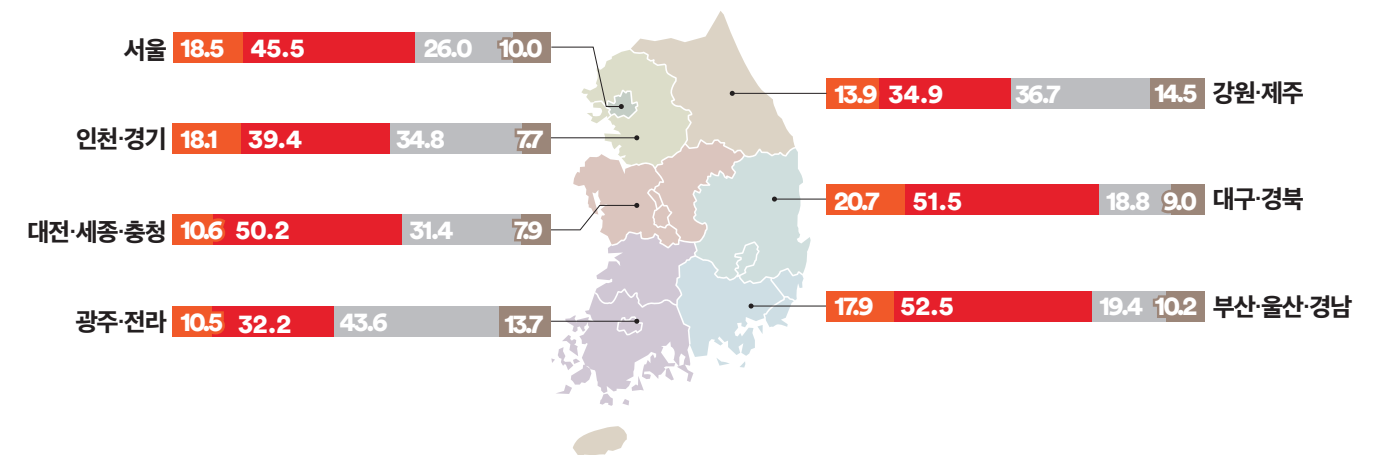 서울 18.5 45.5 26.0 10.0
인천·경기 18.1 39.4 34.8 7.7
대전·세종·충청 10.6 50.2 31.4 7.9
광주·전라 10.5 32.2 43.6 13.7
13.9 34.9 36.7 14.5 강원·제주
20.7 51.5 18.8 9.0 대구·경북
17.9 52.5 19.4 10.2 부산·울산·경남